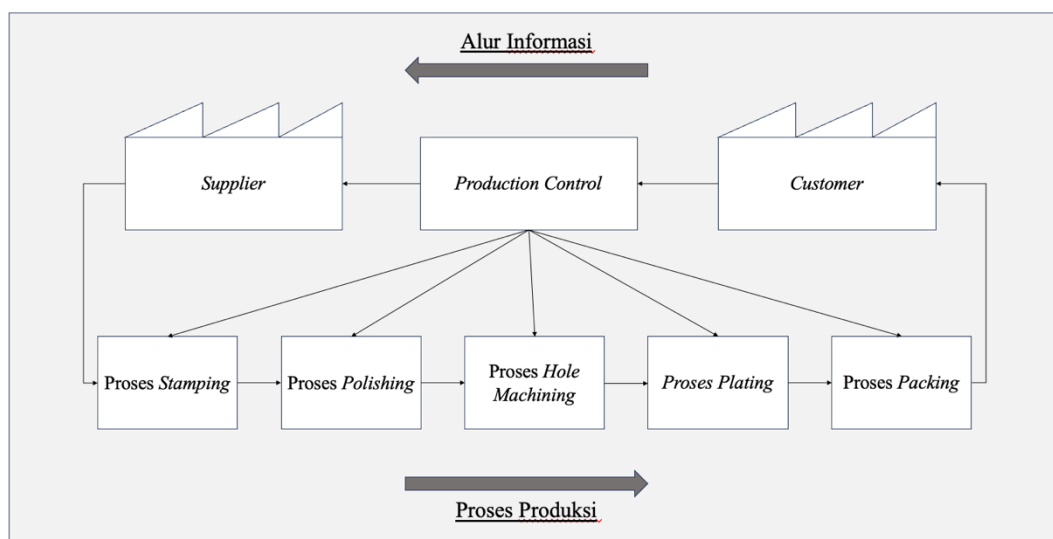 Alur Informasi
Supplier
Production Control
Customer
Proses Stamping
Proses Polishing
Proses Hole
Machining
Proses Plating
Proses Packing
Proses Produksi